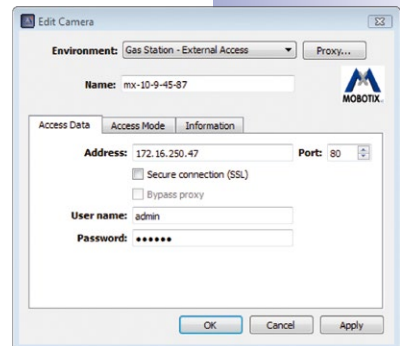 Edit Camera
Environment: Gas Station - External Access Proxy...
Name: mx-10-9-45-87
MOBOTIX
Access Data Access Mode Information
Address: 172.16.250.47 Port: 80
Secure connection (SSL)
Bypass proxy
User name: admin
Password: ••••••
OK Cancel Apply